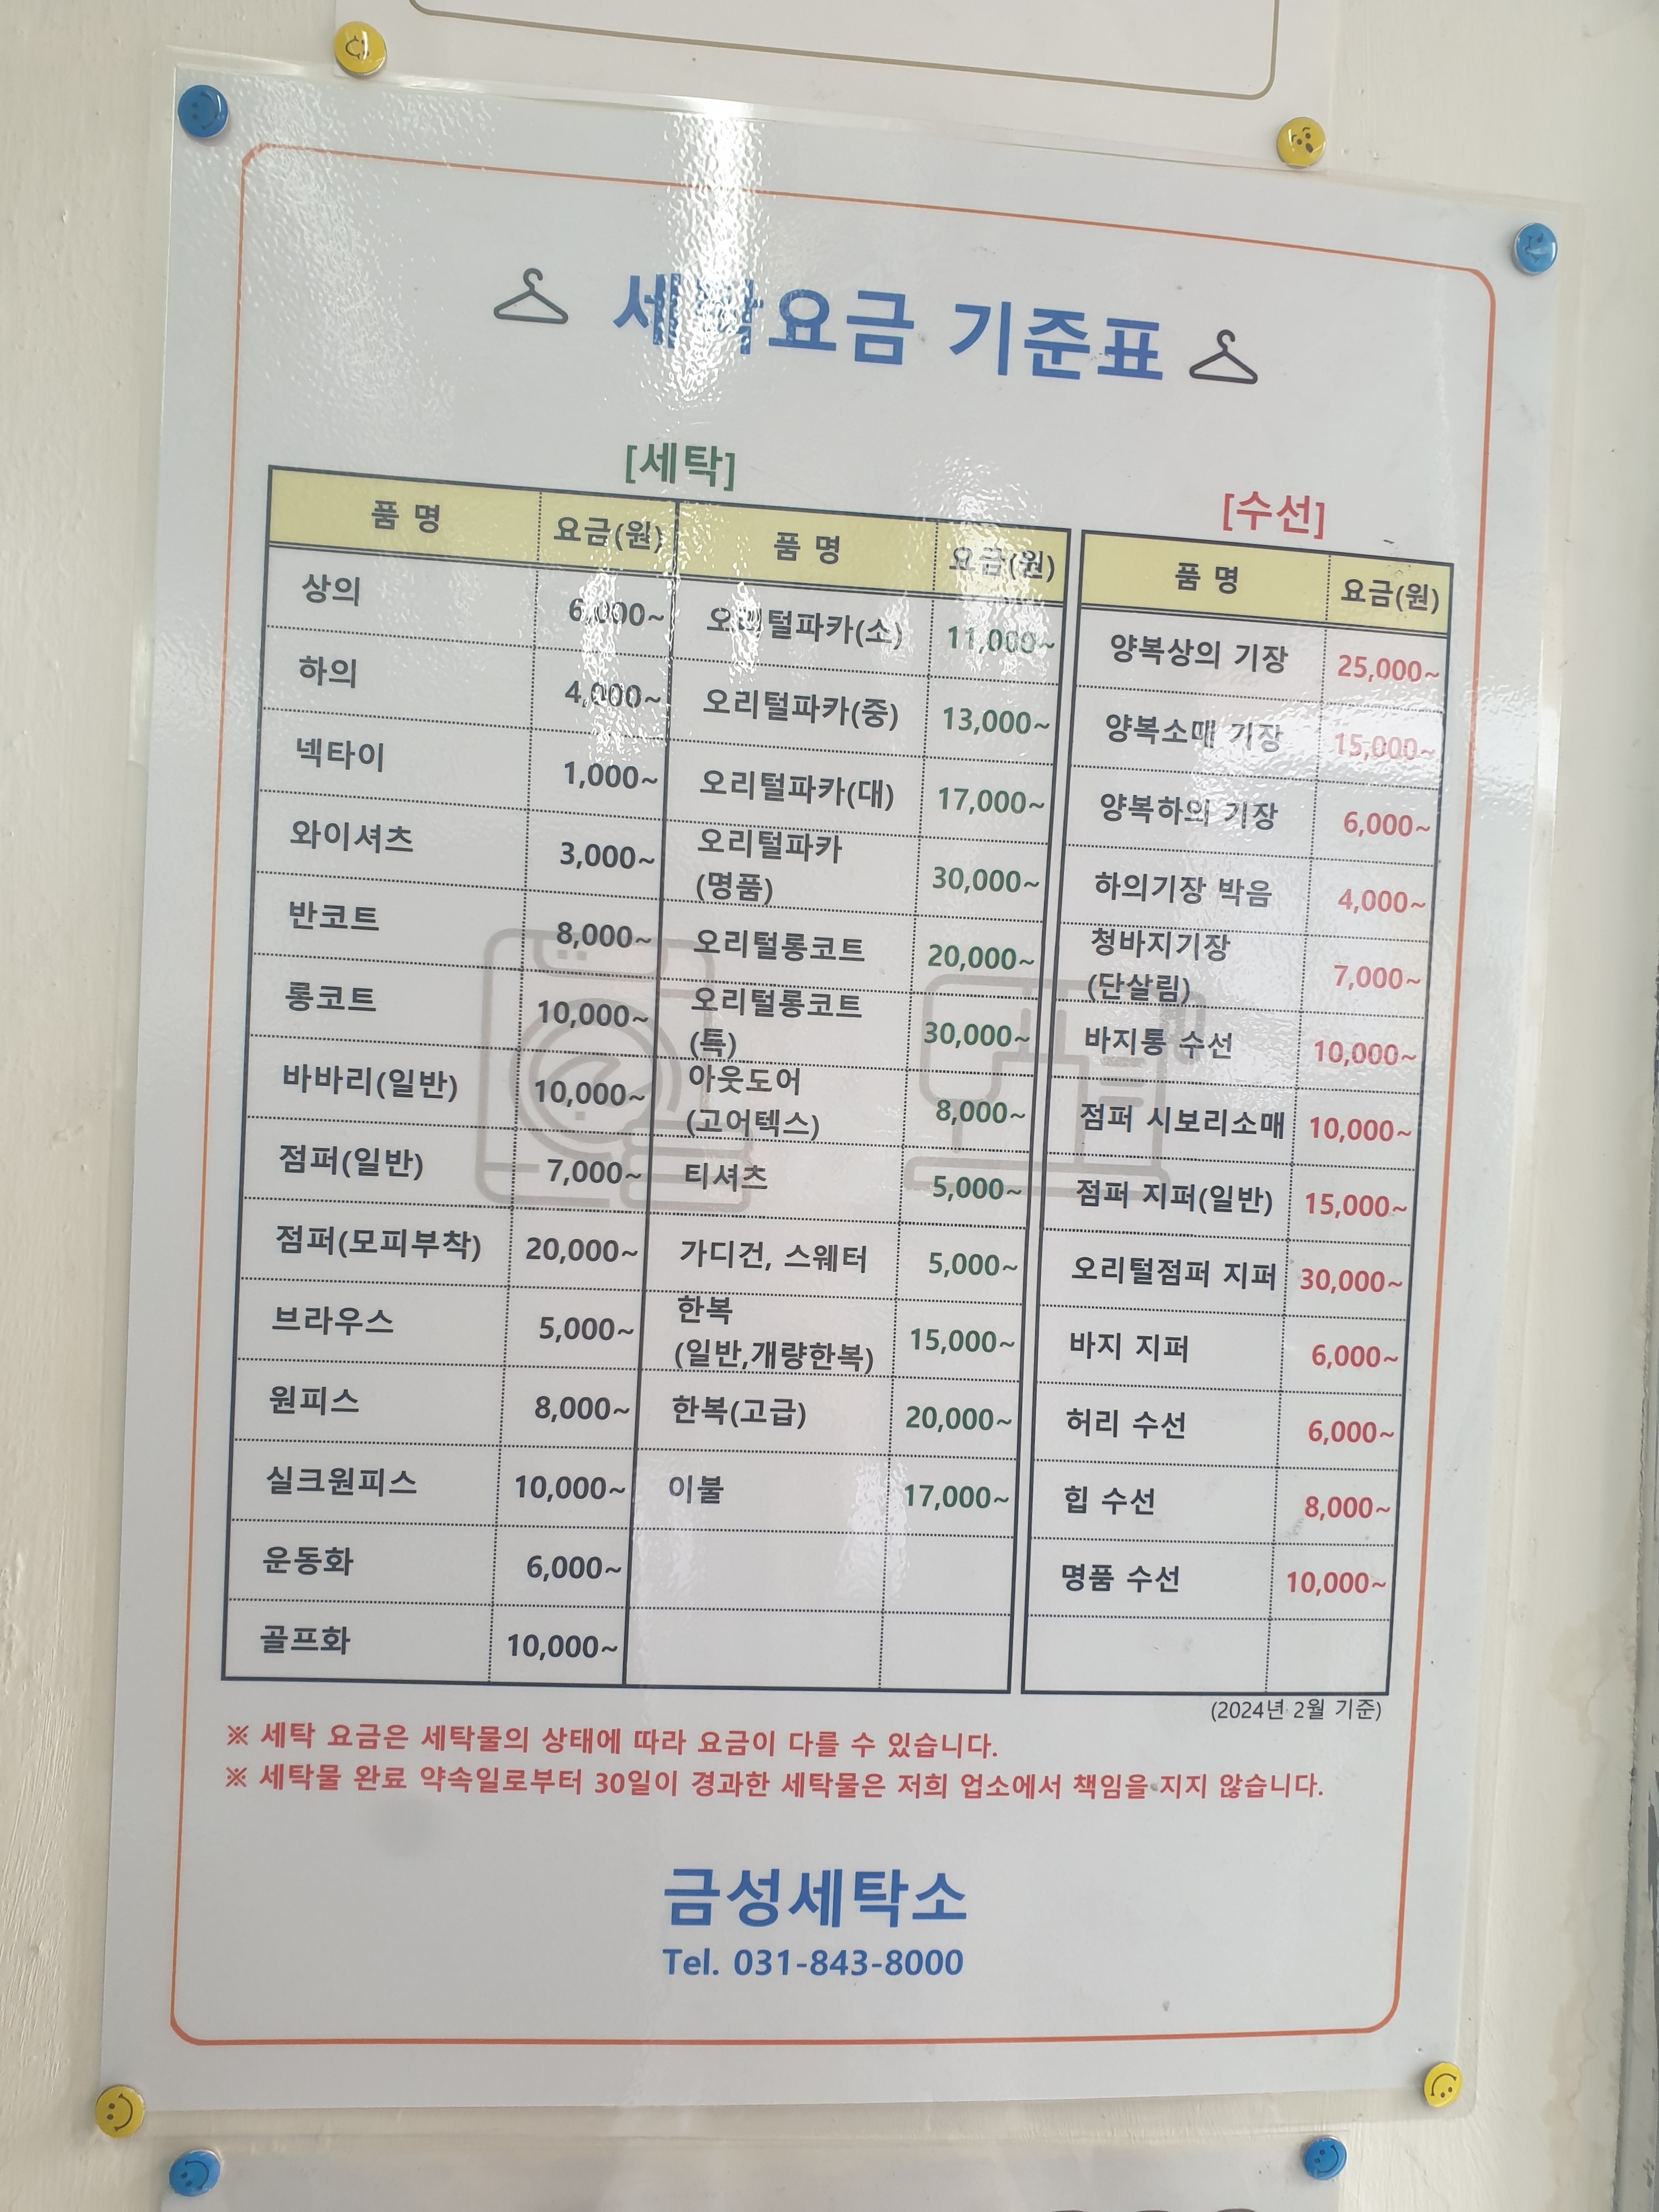 세탁요금 기준표
[세탁]
품 명 요금(원) 품 명 요금(원)
상의 6,000~ 오리털파카(소) 11,000~
하의 4,000~ 오리털파카(중) 13,000~
넥타이 1,000~ 오리털파카(대) 17,000~
와이셔츠 3,000~ 오리털파카
(명품) 30,000~
반코트 8,000~ 오리털롱코트 20,000~
롱코트 10,000~ 오리털롱코트
(특) 30,000~
바바리(일반) 10,000~ 아웃도어
(고어텍스) 8,000~
점퍼(일반) 7,000~ 티셔츠 5,000~
점퍼(모피부착) 20,000~ 가디건, 스웨터 5,000~
브라우스 5,000~ 한복
(일반,개량한복) 15,000~
원피스 8,000~ 한복(고급) 20,000~
실크원피스 10,000~ 이불 17,000~
운동화 6,000~
골프화 10,000~
[수선]
품 명 요금(원)
양복상의 기장 25,000~
양복소매 기장 15,000~
양복하의 기장 6,000~
하의기장 박음 4,000~
청바지기장
(단살림) 7,000~
바지통 수선 10,000~
점퍼 시보리소매 10,000~
점퍼 지퍼(일반) 15,000~
오리털점퍼 지퍼 30,000~
바지 지퍼 6,000~
허리 수선 6,000~
힙 수선 8,000~
명품 수선 10,000~
(2024년 2월 기준)
※ 세탁 요금은 세탁물의 상태에 따라 요금이 다를 수 있습니다.
※ 세탁물 완료 약속일로부터 30일이 경과한 세탁물은 저희 업소에서 책임을 지지 않습니다.
금성세탁소
Tel. 031-843-8000